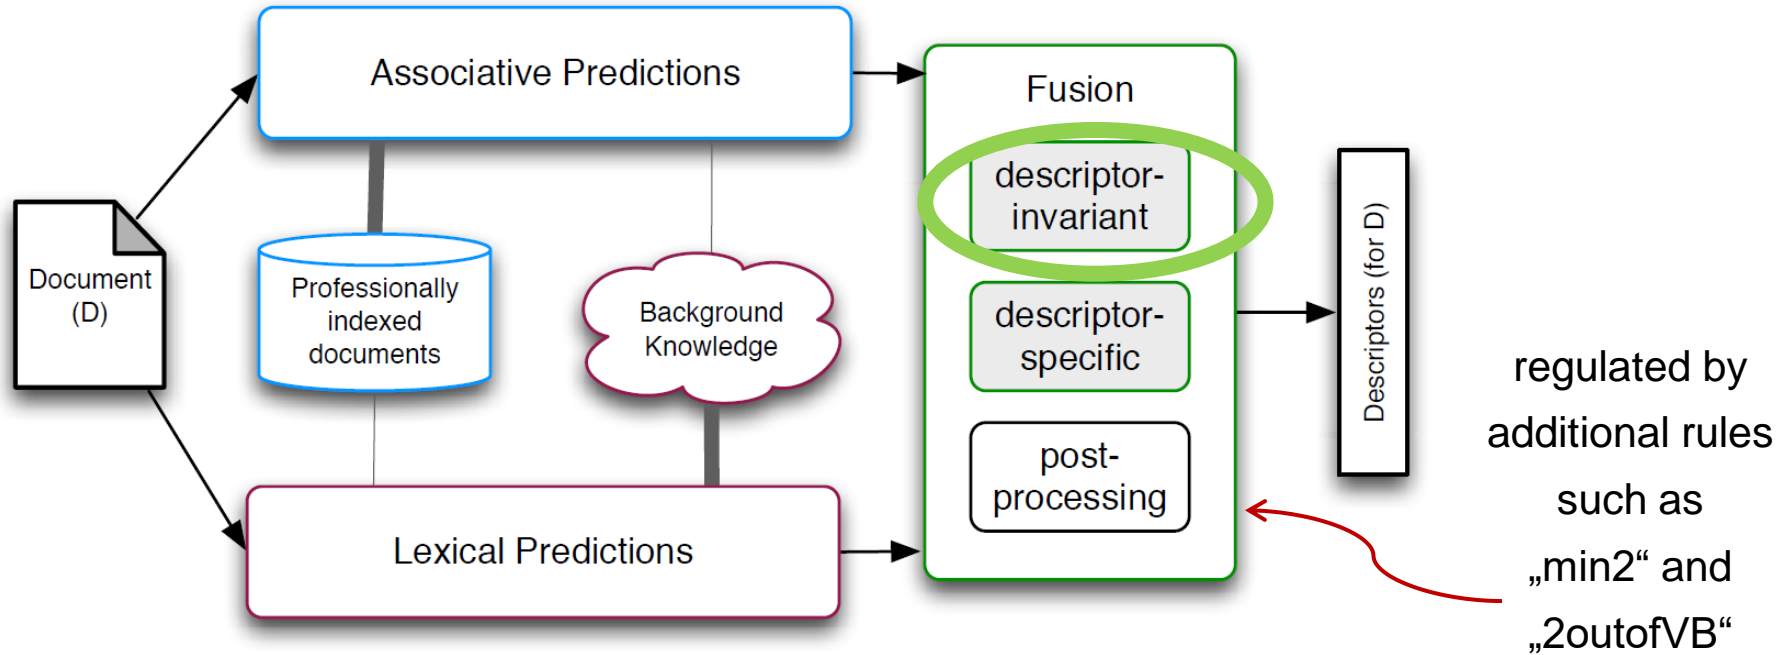 Associative Predictions
Fusion
descriptor-
invariant
Document
(D)
Professionally
indexed
documents
Background
Knowledge
descriptor-
specific
Descriptors (for D)
post-
processing
Lexical Predictions
regulated by
additional rules
such as
„min2“ and
„2outofVB“